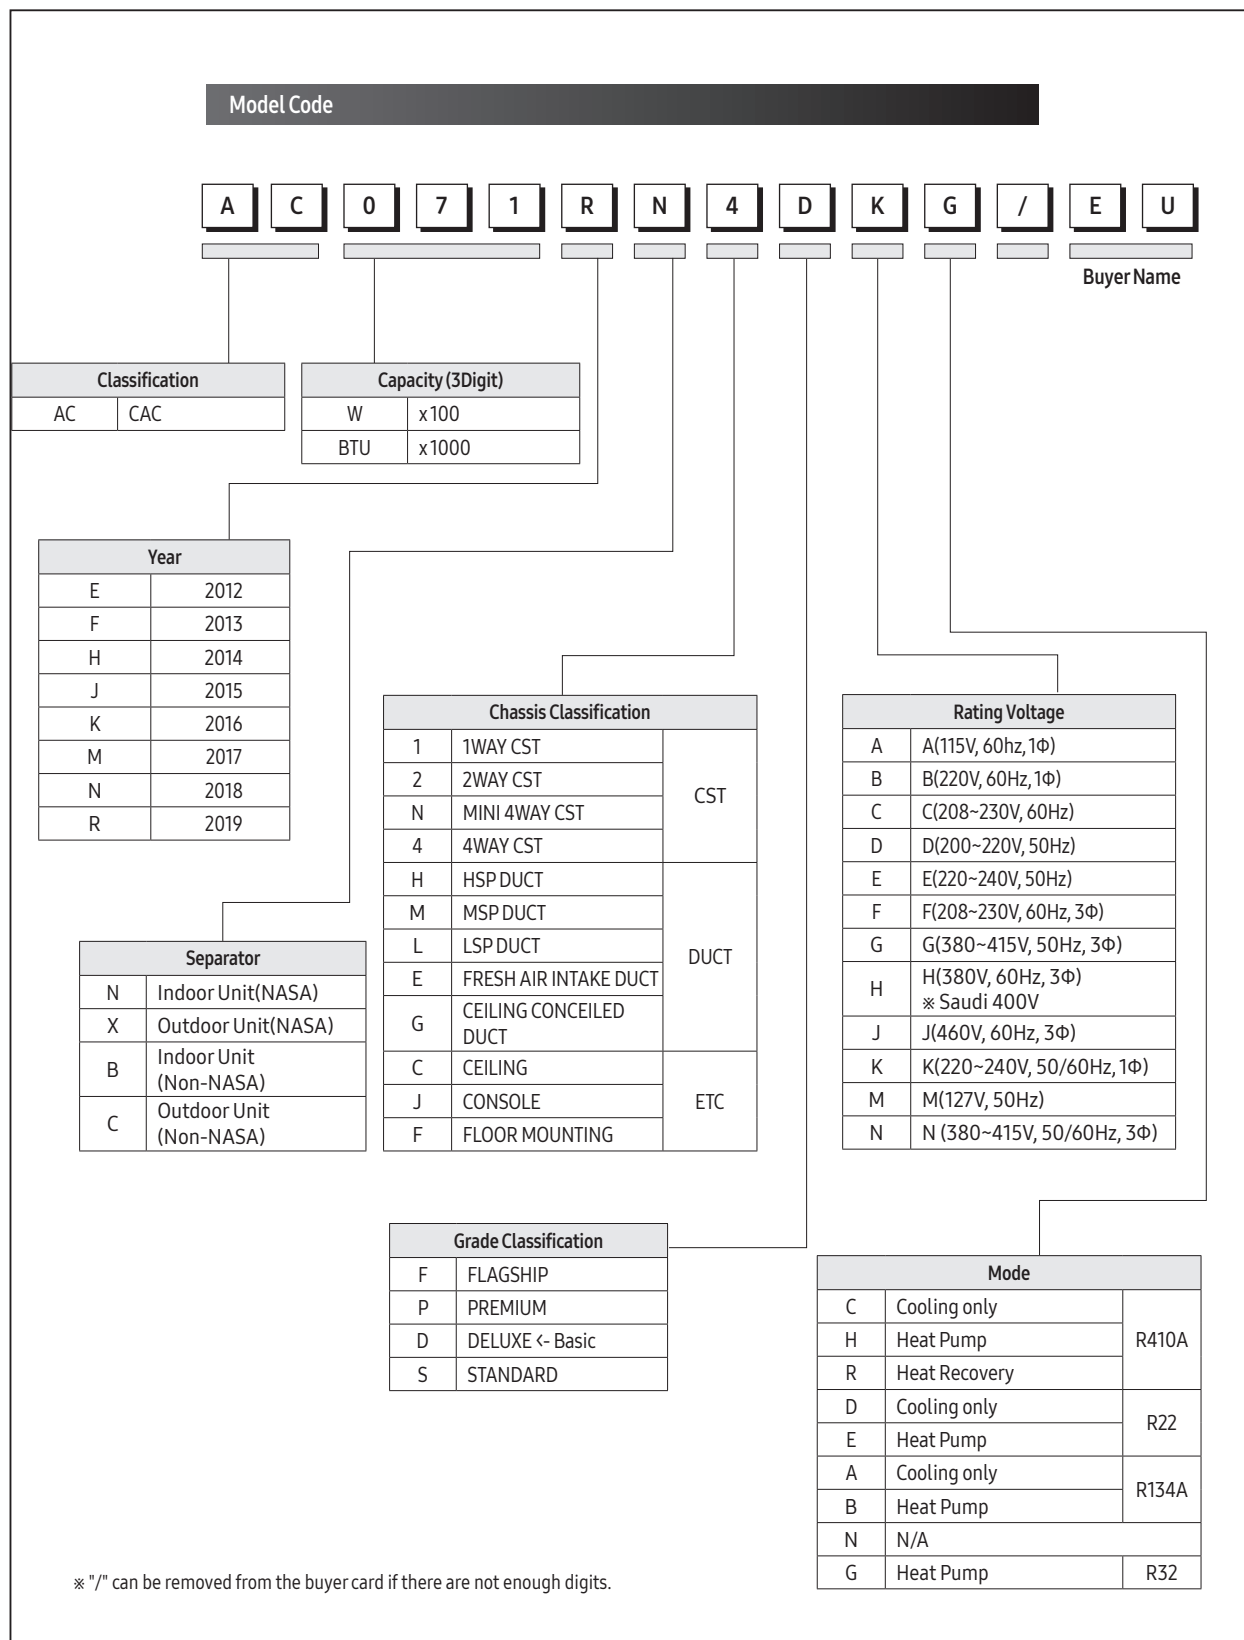 Model Code
A C 0 7 1 R N 4 D K G / E U
Buyer Name
Classification
AC CAC
Capacity (3Digit)
W x100
BTU x1000
Year
E 2012
F 2013
H 2014
J 2015
K 2016
M 2017
N 2018
R 2019
Separator
N Indoor Unit(NASA)
X Outdoor Unit(NASA)
B Indoor Unit
(Non-NASA)
C Outdoor Unit
(Non-NASA)
Chassis Classification
1 1WAY CST
2 2WAY CST
N MINI 4WAY CST
4 4WAY CST
CST
H HSP DUCT
M MSP DUCT
L LSP DUCT
E FRESH AIR INTAKE DUCT
G CEILING CONCEILED
DUCT
DUCT
C CEILING
J CONSOLE
F FLOOR MOUNTING
ETC
Rating Voltage
A A(115V, 60hz, 1Φ)
B B(220V, 60Hz, 1Φ)
C C(208~230V, 60Hz)
D D(200~220V, 50Hz)
E E(220~240V, 50Hz)
F F(208~230V, 60Hz, 3Φ)
G G(380~415V, 50Hz, 3Φ)
H H(380V, 60Hz, 3Φ)
※ Saudi 400V
J J(460V, 60Hz, 3Φ)
K K(220~240V, 50/60Hz, 1Φ)
M M(127V, 50Hz)
N N (380~415V, 50/60Hz, 3Φ)
Grade Classification
F FLAGSHIP
P PREMIUM
D DELUXE <- Basic
S STANDARD
Mode
C Cooling only
H Heat Pump
R Heat Recovery
R410A
D Cooling only
E Heat Pump
R22
A Cooling only
B Heat Pump
R134A
N N/A
G Heat Pump R32
※ "/" can be removed from the buyer card if there are not enough digits.